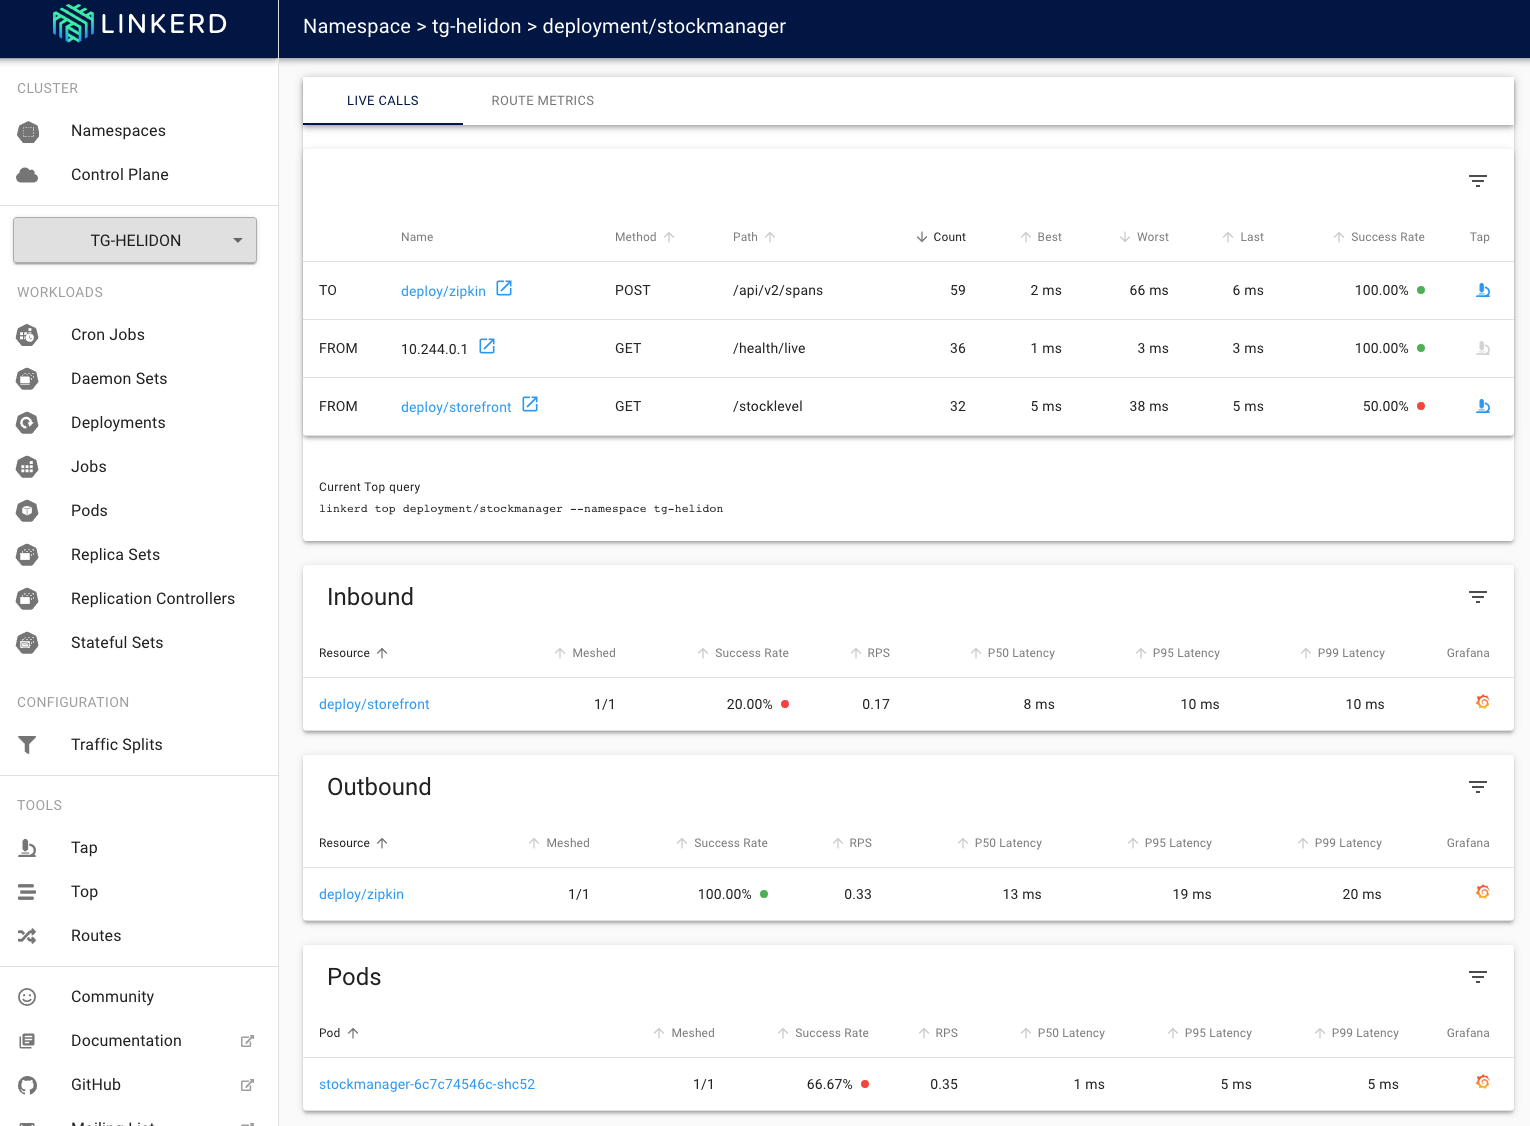 LINKERD
Namespace > tg-helidon > deployment/stockmanager
CLUSTER
Namespaces
Control Plane
TG-HELIDON
WORKLOADS
Cron Jobs
Daemon Sets
Deployments
Jobs
Pods
Replica Sets
Replication Controllers
Stateful Sets
CONFIGURATION
Traffic Splits
TOOLS
Tap
Top
Routes
Community
Documentation
GitHub
Mailing List
LIVE CALLS ROUTE METRICS
Name Method Path Count Best Worst Last Success Rate Tap
TO deploy/zipkin POST /api/v2/spans 59 2 ms 66 ms 6 ms 100.00%
FROM 10.244.0.1 GET /health/live 36 1 ms 3 ms 3 ms 100.00%
FROM deploy/storefront GET /stocklevel 32 5 ms 38 ms 5 ms 50.00%
Current Top query
linkerd top deployment/stockmanager --namespace tg-helidon
Inbound
Resource Meshed Success Rate RPS P50 Latency P95 Latency P99 Latency Grafana
deploy/storefront 1/1 20.00% 0.17 8 ms 10 ms 10 ms
Outbound
Resource Meshed Success Rate RPS P50 Latency P95 Latency P99 Latency Grafana
deploy/zipkin 1/1 100.00% 0.33 13 ms 19 ms 20 ms
Pods
Pod Meshed Success Rate RPS P50 Latency P95 Latency P99 Latency Grafana
stockmanager-6c7c74546c-shc52 1/1 66.67% 0.35 1 ms 5 ms 5 ms